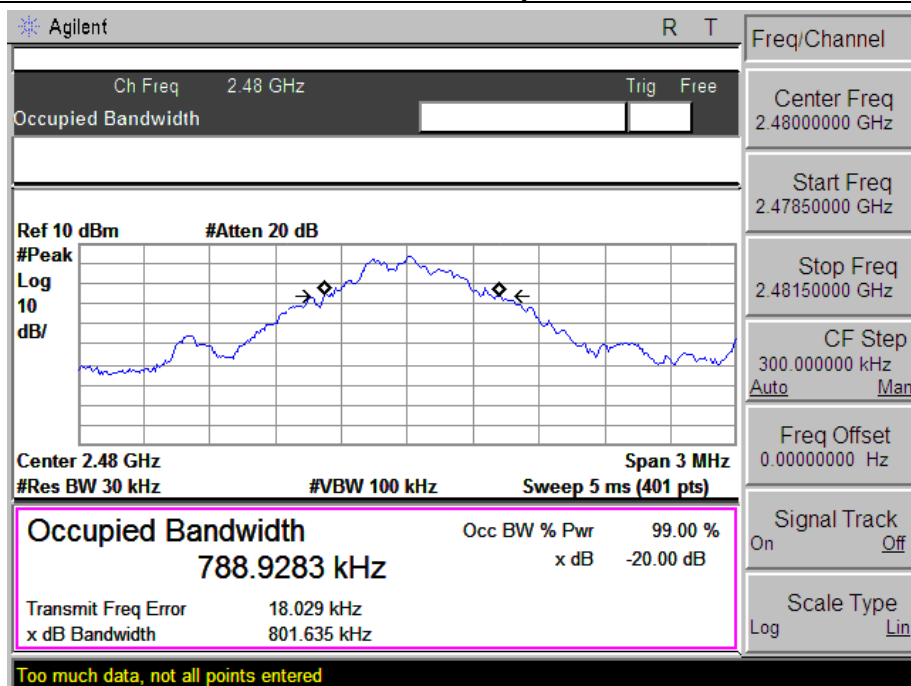 Agilent R T
Ch Freq 2.48 GHz Trig Free
Occupied Bandwidth
Ref 10 dBm #Atten 20 dB
#Peak
Log
10
dB/
Center 2.48 GHz Span 3 MHz
#Res BW 30 kHz #VBW 100 kHz Sweep 5 ms (401 pts)
Occupied Bandwidth
788.9283 kHz
Occ BW % Pwr 99.00 %
x dB -20.00 dB
Transmit Freq Error 18.029 kHz
x dB Bandwidth 801.635 kHz
Too much data, not all points entered
Freq/Channel
Center Freq
2.48000000 GHz
Start Freq
2.47850000 GHz
Stop Freq
2.48150000 GHz
CF Step
300.000000 kHz
Auto Man
Freq Offset
0.00000000 Hz
Signal Track
On Off
Scale Type
Log Lin